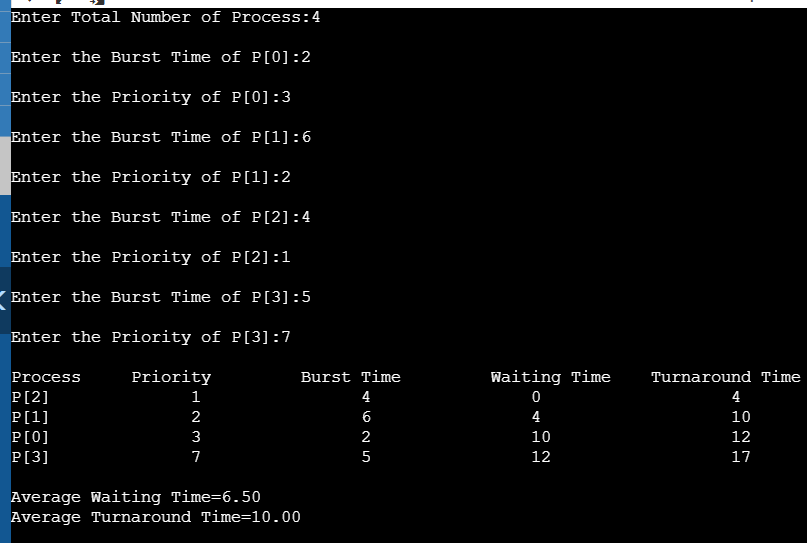 Enter Total Number of Process:4
Enter the Burst Time of P[0]:2
Enter the Priority of P[0]:3
Enter the Burst Time of P[1]:6
Enter the Priority of P[1]:2
Enter the Burst Time of P[2]:4
Enter the Priority of P[2]:1
Enter the Burst Time of P[3]:5
Enter the Priority of P[3]:7
Process Priority Burst Time Waiting Time Turnaround Time
P[2] 1 4 0 4
P[1] 2 6 4 10
P[0] 3 2 10 12
P[3] 7 5 12 17
Average Waiting Time=6.50
Average Turnaround Time=10.00